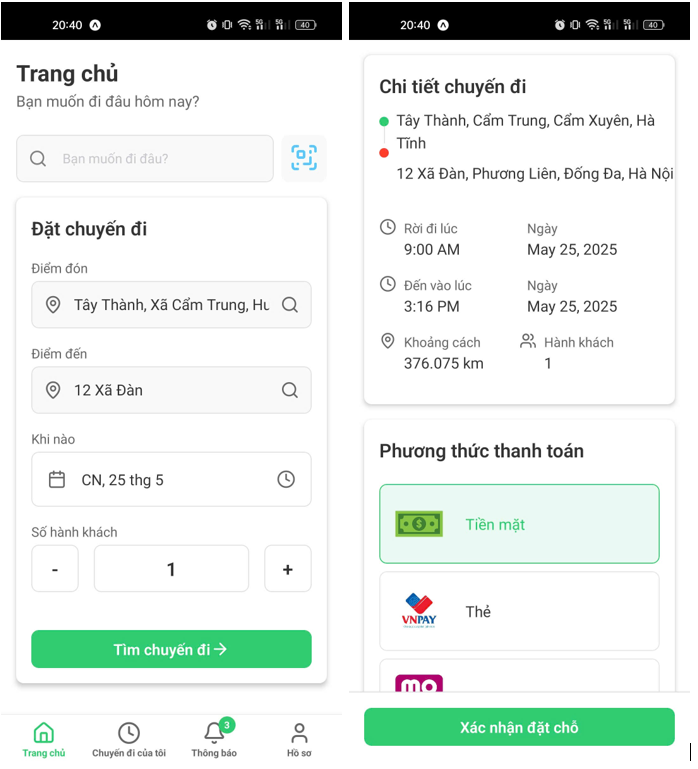 20:40
5G
5G
40
Trang chủ
Bạn muốn đi đâu hôm nay?
Bạn muốn đi đâu?
Đặt chuyến đi
Điểm đón
Tây Thành, Xã Cẩm Trung, Hu
Điểm đến
12 Xã Đàn
Khi nào
CN, 25 thg 5
Số hành khách
-
1
+
Tìm chuyến đi →
3
Trang chủ
Chuyến đi của tôi
Thông báo
Hồ sơ
20:40
5G
5G
40
Chi tiết chuyến đi
Tây Thành, Cẩm Trung, Cẩm Xuyên, Hà
Tĩnh
12 Xã Đàn, Phương Liên, Đống Đa, Hà Nội
Rời đi lúc
Ngày
9:00 AM
May 25, 2025
Đến vào lúc
Ngày
3:16 PM
May 25, 2025
Khoảng cách
Hành khách
376.075 km
1
Phương thức thanh toán
Tiền mặt
VNPAY
Thẻ
mo
Xác nhận đặt chỗ